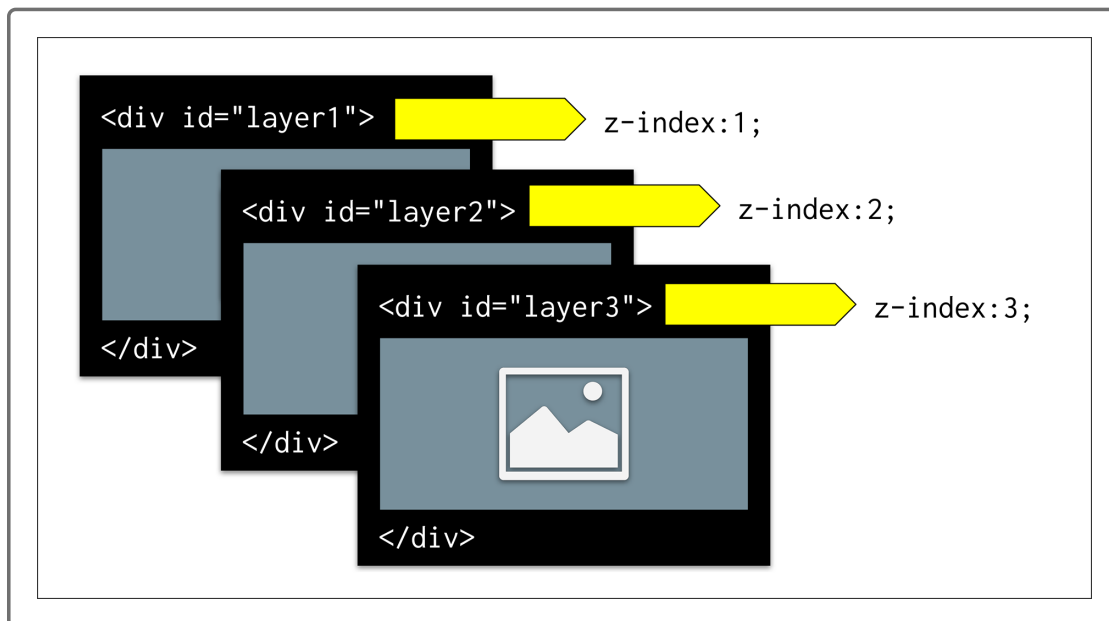 <div id="layer1">
z-index:1;
<div id="layer2">
z-index:2;
<div id="layer3">
z-index:3;
</div>
</div>
</div>